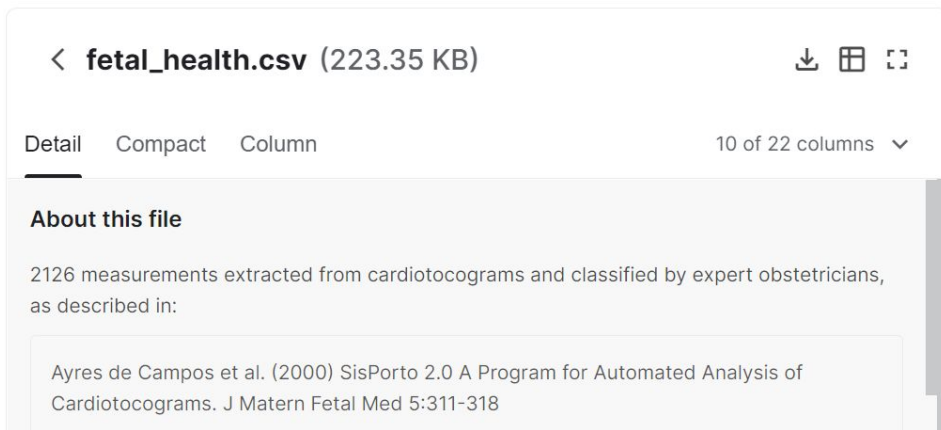 fetal_health.csv (223.35 KB)
Detail Compact Column 10 of 22 columns
About this file
2126 measurements extracted from cardiotocograms and classified by expert obstetricians,
as described in:
Ayres de Campos et al. (2000) SisPorto 2.0 A Program for Automated Analysis of
Cardiotocograms. J Matern Fetal Med 5:311-318